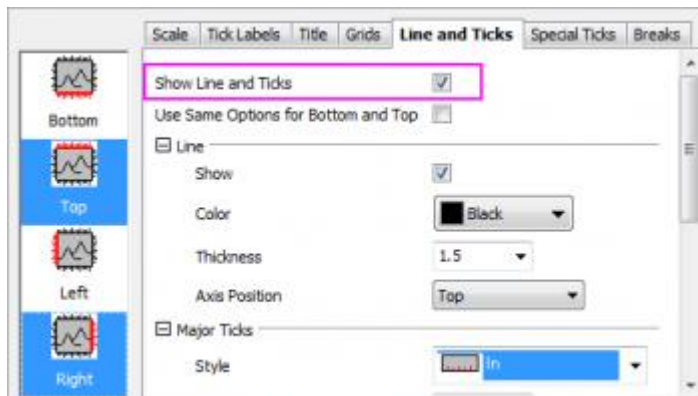 Scale Tick Labels Title Grids Line and Ticks Special Ticks Breaks
Bottom
Top
Left
Right
Show Line and Ticks
Use Same Options for Bottom and Top
Line
Show
Color Black
Thickness 1.5
Axis Position Top
Major Ticks
Style In